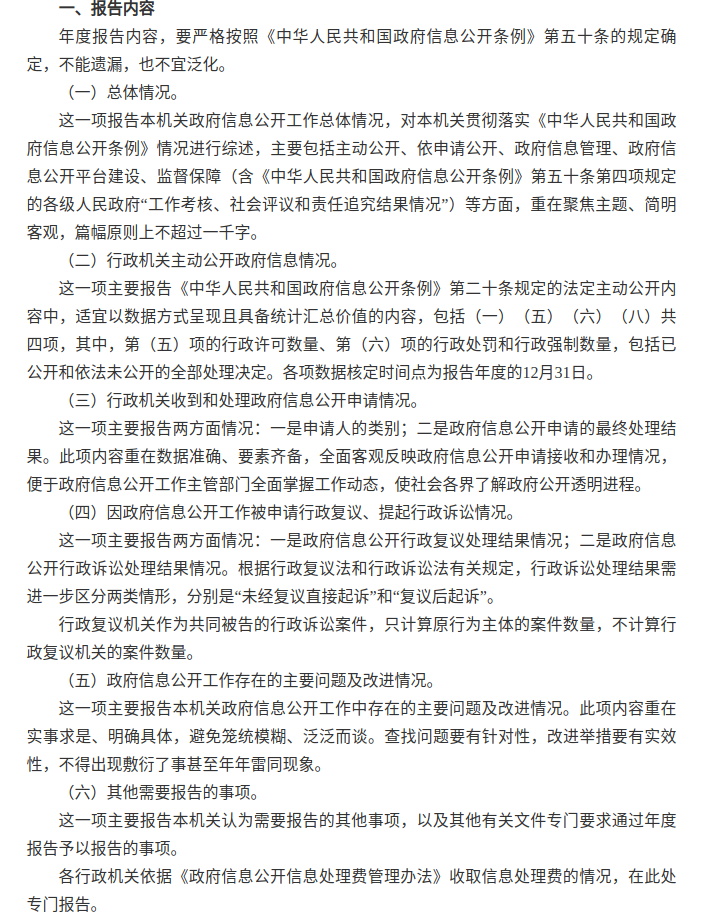 一、报告内容
年度报告内容，要严格按照《中华人民共和国政府信息公开条例》第五十条的规定确
定，不能遗漏，也不宜泛化。
（一）总体情况。
这一项报告本机关政府信息公开工作总体情况，对本机关贯彻落实《中华人民共和国政
府信息公开条例》情况进行综述，主要包括主动公开、依申请公开、政府信息管理、政府信
息公开平台建设、监督保障（含《中华人民共和国政府信息公开条例》第五十条第四项规定
的各级人民政府“工作考核、社会评议和责任追究结果情况”）等方面，重在聚焦主题、简明
客观，篇幅原则上不超过一千字。
（二）行政机关主动公开政府信息情况。
这一项主要报告《中华人民共和国政府信息公开条例》第二十条规定的法定主动公开内
容中，适宜以数据方式呈现且具备统计汇总价值的内容，包括（一）（五）（六）（八）共
四项，其中，第（五）项的行政许可数量、第（六）项的行政处罚和行政强制数量，包括已
公开和依法未公开的全部处理决定。各项数据核定时间点为报告年度的12月31日。
（三）行政机关收到和处理政府信息公开申请情况。
这一项主要报告两方面情况：一是申请人的类别；二是政府信息公开申请的最终处理结
果。此项内容重在数据准确、要素齐备，全面客观反映政府信息公开申请接收和办理情况，
便于政府信息公开工作主管部门全面掌握工作动态，使社会各界了解政府公开透明进程。
（四）因政府信息公开工作被申请行政复议、提起行政诉讼情况。
这一项主要报告两方面情况：一是政府信息公开行政复议处理结果情况；二是政府信息
公开行政诉讼处理结果情况。根据行政复议法和行政诉讼法有关规定，行政诉讼处理结果需
进一步区分两类情形，分别是“未经复议直接起诉”和“复议后起诉”。
行政复议机关作为共同被告的行政诉讼案件，只计算原行为主体的案件数量，不计算行
政复议机关的案件数量。
（五）政府信息公开工作存在的主要问题及改进情况。
这一项主要报告本机关政府信息公开工作中存在的主要问题及改进情况。此项内容重在
实事求是、明确具体，避免笼统模糊、泛泛而谈。查找问题要有针对性，改进举措要有实效
性，不得出现敷衍了事甚至年年雷同现象。
（六）其他需要报告的事项。
这一项主要报告本机关认为需要报告的其他事项，以及其他有关文件专门要求通过年度
报告予以报告的事项。
各行政机关依据《政府信息公开信息处理费管理办法》收取信息处理费的情况，在此处
专门报告。